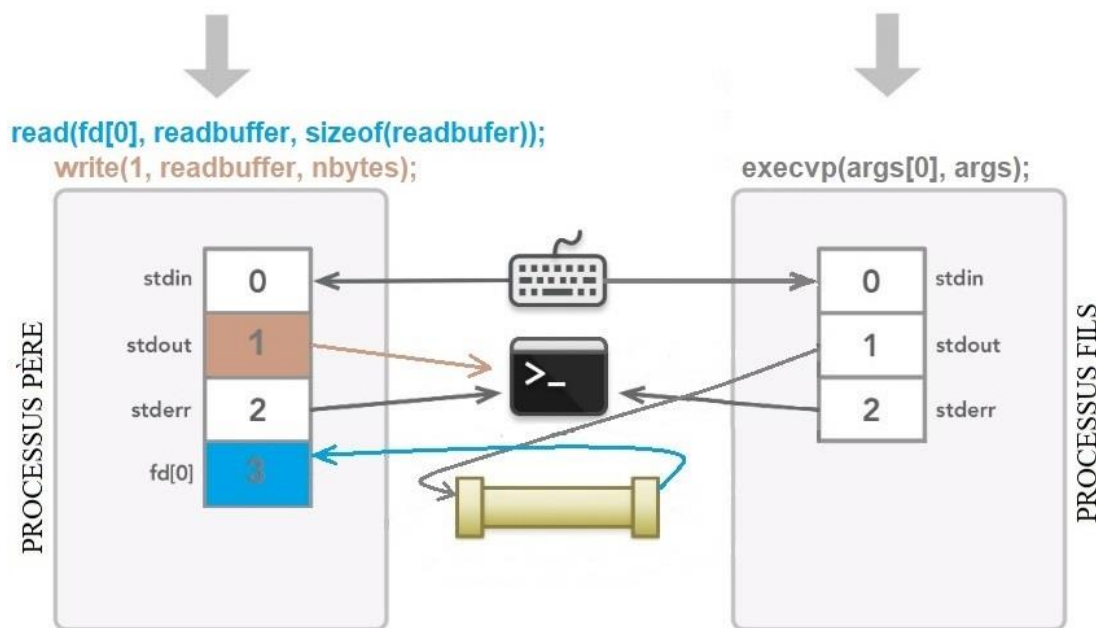 read(fd[0], readbuffer, sizeof(readbufer));
write(1, readbuffer, nbytes);
execvp(args[0], args);
PROCESSUS PÈRE
stdin 0
stdout 1
stderr 2
fd[0] 3
>_
0 stdin
1 stdout
2 stderr
PROCESSUS FILS